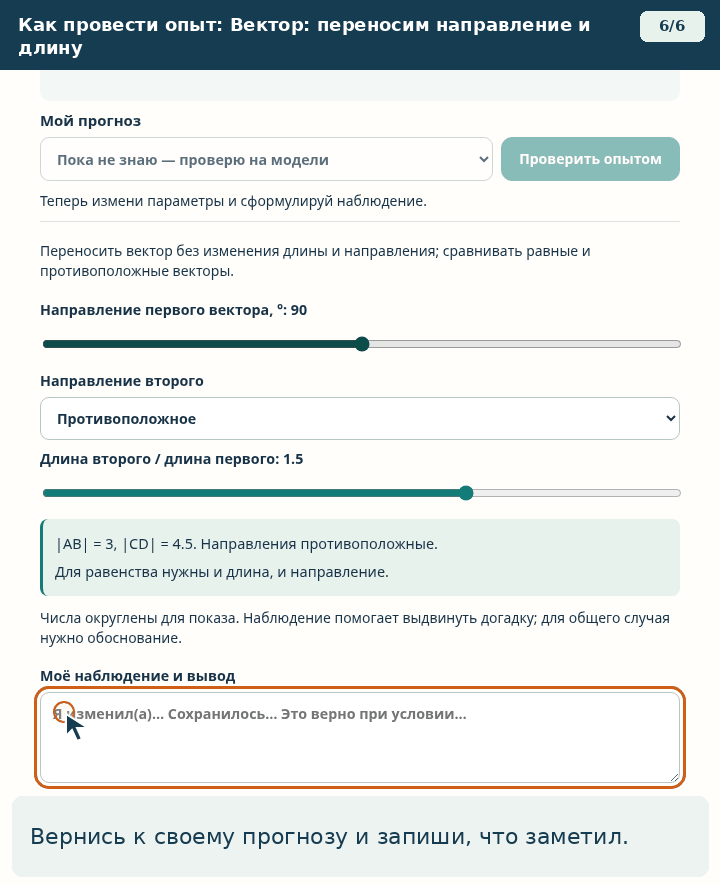 Как провести опыт: Вектор: переносим направление и
длину
6/6
Мой прогноз
Пока не знаю — проверю на модели
Проверить опытом
Теперь измени параметры и сформулируй наблюдение.
Переносить вектор без изменения длины и направления; сравнивать равные и
противоположные векторы.
Направление первого вектора, °: 90
Направление второго
Противоположное
Длина второго / длина первого: 1.5
|AB| = 3, |CD| = 4.5. Направления противоположные.
Для равенства нужны и длина, и направление.
Числа округлены для показа. Наблюдение помогает выдвинуть догадку; для общего случая
нужно обоснование.
Моё наблюдение и вывод
Я изменил(а)... Сохранилось... Это верно при условии...
Вернись к своему прогнозу и запиши, что заметил.